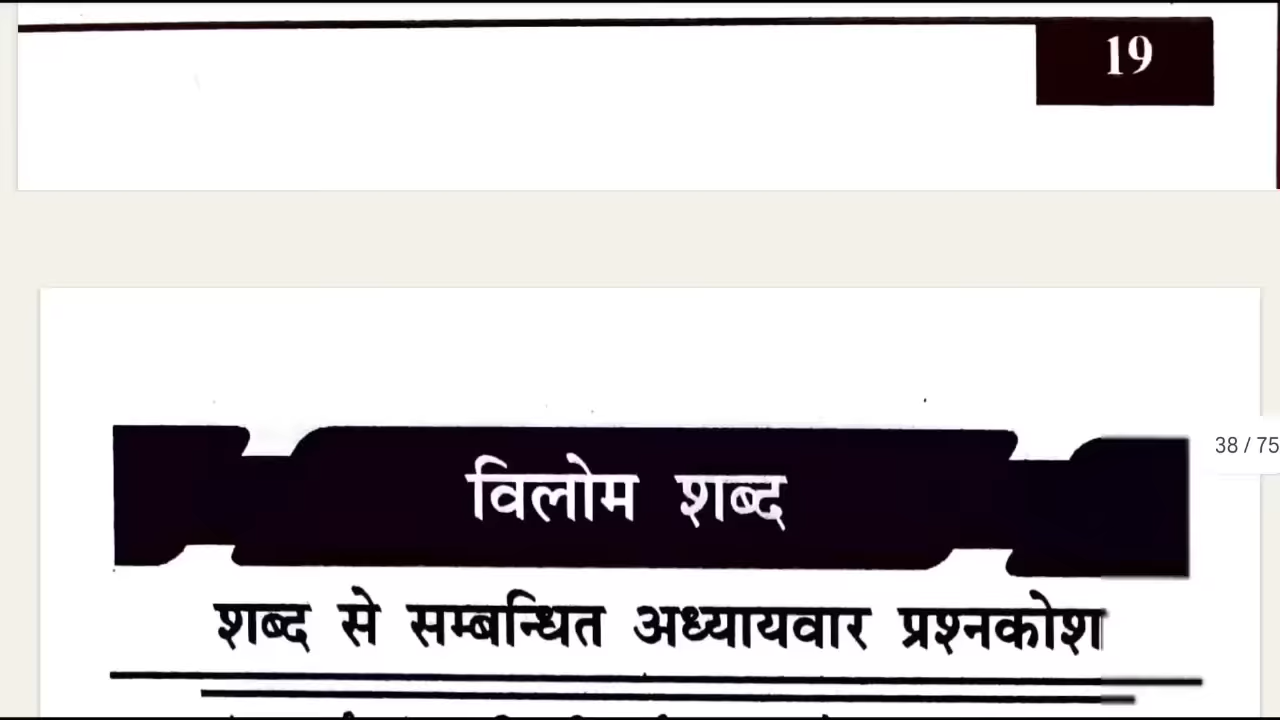 19
विलोम शब्द
38 / 75
शब्द से सम्बन्धित अध्यायवार प्रश्नकोश